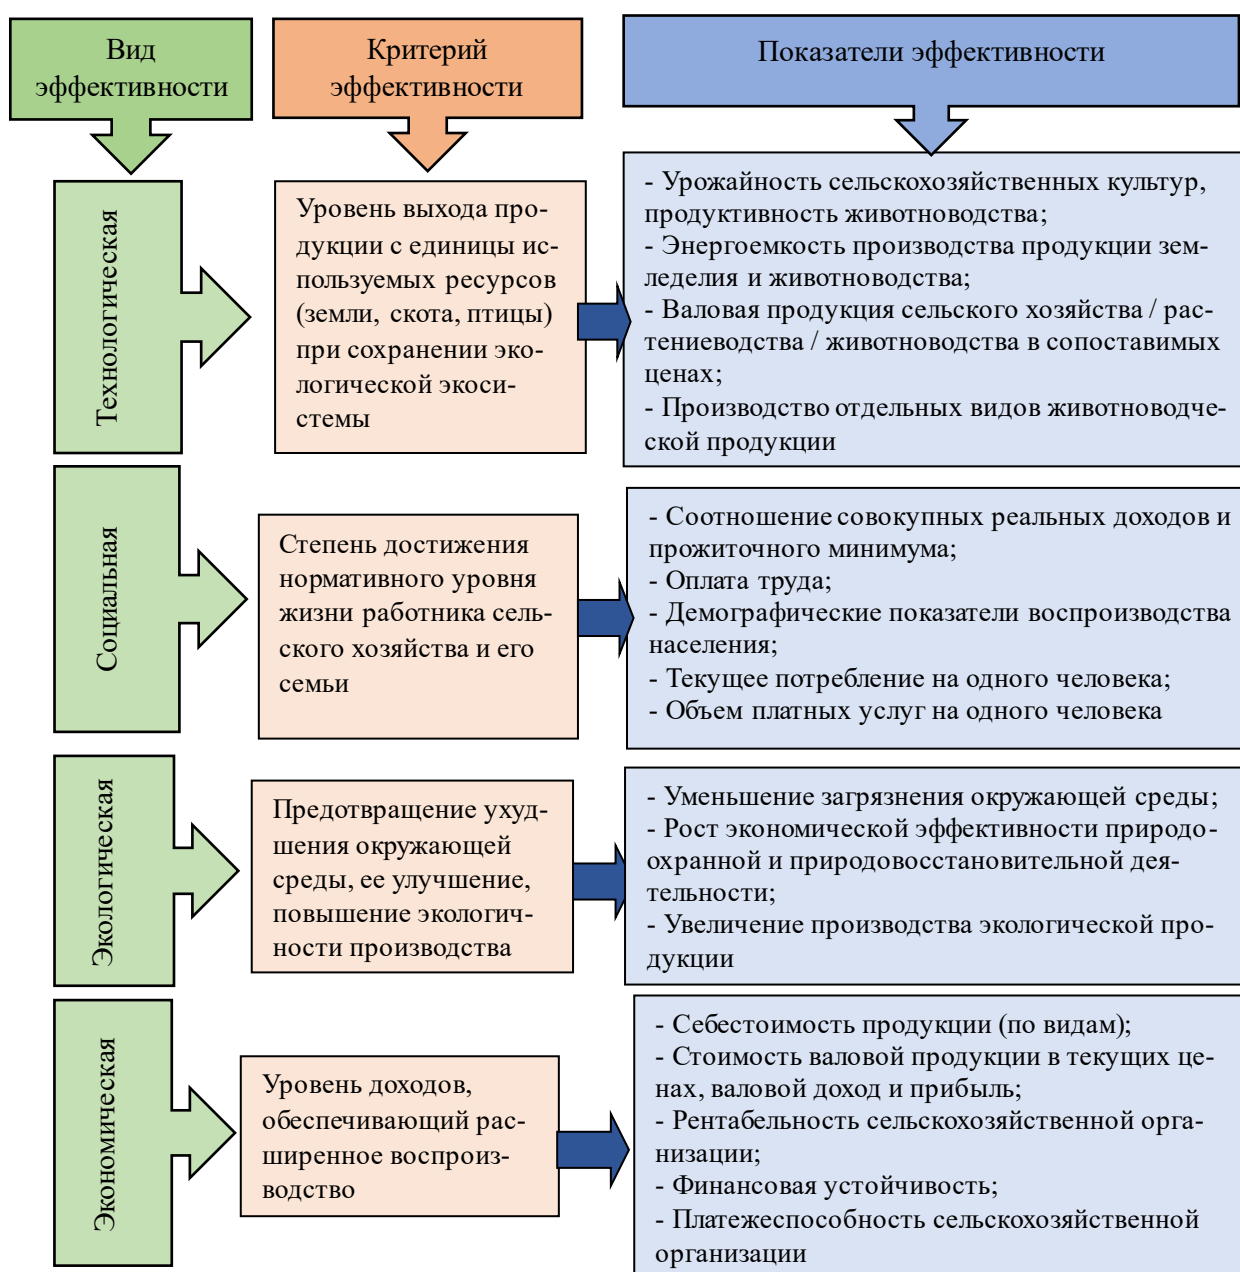 Вид
эффективности
Критерий
эффективности
Показатели эффективности
Технологическая
Уровень выхода про-
дукции с единицы ис-
пользуемых ресурсов
(земли, скота, птицы)
при сохранении эко-
логической экоси-
стемы
- Урожайность сельскохозяйственных культур,
продуктивность животноводства;
- Энергоемкость производства продукции зем-
леделия и животноводства;
- Валовая продукция сельского хозяйства / рас-
тениеводства / животноводства в сопоставимых
ценах;
- Производство отдельных видов животноводче-
ской продукции
Социальная
Степень достижения
нормативного уровня
жизни работника сель-
ского хозяйства и его
семьи
- Соотношение совокупных реальных доходов и
прожиточного минимума;
- Оплата труда;
- Демографические показатели воспроизводства
населения;
- Текущее потребление на одного человека;
- Объем платных услуг на одного человека
Экологическая
Предотвращение ухуд-
шения окружающей
среды, ее улучшение,
повышение экологич-
ности производства
- Уменьшение загрязнения окружающей среды;
- Рост экономической эффективности природо-
охранной и природовосстановительной дея-
тельности;
- Увеличение производства экологической про-
дукции
Экономическая
Уровень доходов,
обеспечивающий рас-
ширенное воспроиз-
водство
- Себестоимость продукции (по видам);
- Стоимость валовой продукции в текущих це-
нах, валовой доход и прибыль;
- Рентабельность сельскохозяйственной орга-
низации;
- Финансовая устойчивость;
- Платежеспособность сельскохозяйственной
организации